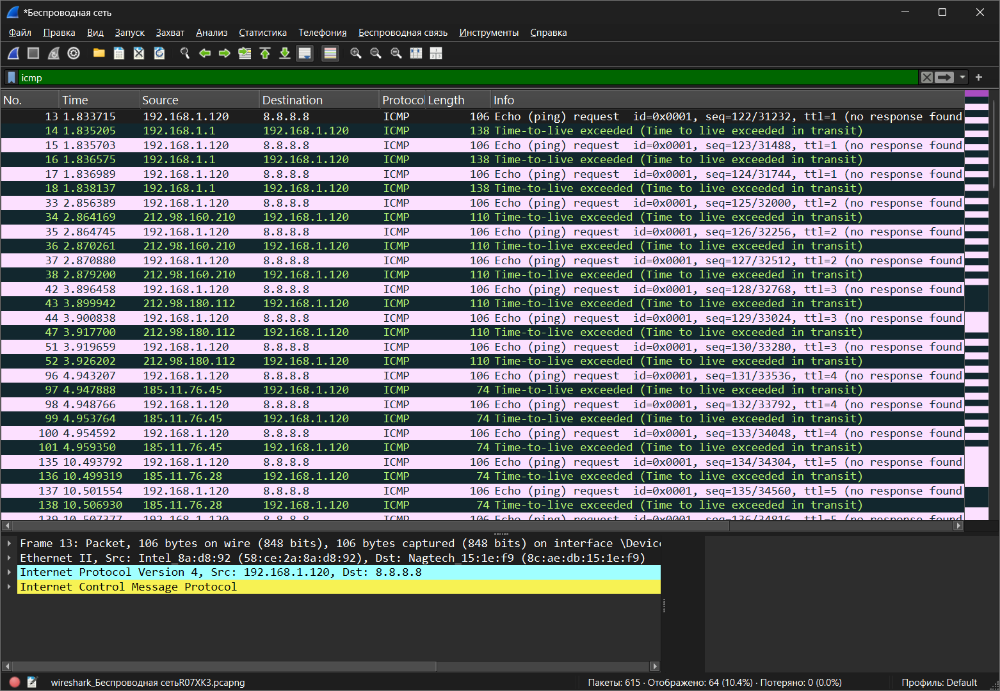 *Беспроводная сеть
Файл Правка Вид Запуск Захват Анализ Статистика Телефония Беспроводная связь Инструменты Справка
icmp
No. Time Source Destination Protoco Length Info
13 1.833715 192.168.1.120 8.8.8.8 ICMP 106 Echo (ping) request id=0x0001, seq=122/31232, ttl=1 (no response found
14 1.835205 192.168.1.1 192.168.1.120 ICMP 138 Time-to-live exceeded (Time to live exceeded in transit)
15 1.835703 192.168.1.120 8.8.8.8 ICMP 106 Echo (ping) request id=0x0001, seq=123/31488, ttl=1 (no response found
16 1.836575 192.168.1.1 192.168.1.120 ICMP 138 Time-to-live exceeded (Time to live exceeded in transit)
17 1.836989 192.168.1.120 8.8.8.8 ICMP 106 Echo (ping) request id=0x0001, seq=124/31744, ttl=1 (no response found
18 1.838137 192.168.1.1 192.168.1.120 ICMP 138 Time-to-live exceeded (Time to live exceeded in transit)
33 2.856389 192.168.1.120 8.8.8.8 ICMP 106 Echo (ping) request id=0x0001, seq=125/32000, ttl=2 (no response found
34 2.864169 212.98.160.210 192.168.1.120 ICMP 110 Time-to-live exceeded (Time to live exceeded in transit)
35 2.864745 192.168.1.120 8.8.8.8 ICMP 106 Echo (ping) request id=0x0001, seq=126/32256, ttl=2 (no response found
36 2.870261 212.98.160.210 192.168.1.120 ICMP 110 Time-to-live exceeded (Time to live exceeded in transit)
37 2.870880 192.168.1.120 8.8.8.8 ICMP 106 Echo (ping) request id=0x0001, seq=127/32512, ttl=2 (no response found
38 2.879200 212.98.160.210 192.168.1.120 ICMP 110 Time-to-live exceeded (Time to live exceeded in transit)
42 3.896458 192.168.1.120 8.8.8.8 ICMP 106 Echo (ping) request id=0x0001, seq=128/32768, ttl=3 (no response found
43 3.899942 212.98.180.112 192.168.1.120 ICMP 110 Time-to-live exceeded (Time to live exceeded in transit)
44 3.900838 192.168.1.120 8.8.8.8 ICMP 106 Echo (ping) request id=0x0001, seq=129/33024, ttl=3 (no response found
47 3.917700 212.98.180.112 192.168.1.120 ICMP 110 Time-to-live exceeded (Time to live exceeded in transit)
51 3.919659 192.168.1.120 8.8.8.8 ICMP 106 Echo (ping) request id=0x0001, seq=130/33280, ttl=3 (no response found
52 3.926202 212.98.180.112 192.168.1.120 ICMP 110 Time-to-live exceeded (Time to live exceeded in transit)
96 4.943207 192.168.1.120 8.8.8.8 ICMP 106 Echo (ping) request id=0x0001, seq=131/33536, ttl=4 (no response found
97 4.947888 185.11.76.45 192.168.1.120 ICMP 74 Time-to-live exceeded (Time to live exceeded in transit)
98 4.948766 192.168.1.120 8.8.8.8 ICMP 106 Echo (ping) request id=0x0001, seq=132/33792, ttl=4 (no response found
99 4.953764 185.11.76.45 192.168.1.120 ICMP 74 Time-to-live exceeded (Time to live exceeded in transit)
100 4.954592 192.168.1.120 8.8.8.8 ICMP 106 Echo (ping) request id=0x0001, seq=133/34048, ttl=4 (no response found
101 4.959350 185.11.76.45 192.168.1.120 ICMP 74 Time-to-live exceeded (Time to live exceeded in transit)
135 10.493792 192.168.1.120 8.8.8.8 ICMP 106 Echo (ping) request id=0x0001, seq=134/34304, ttl=5 (no response found
136 10.499319 185.11.76.28 192.168.1.120 ICMP 74 Time-to-live exceeded (Time to live exceeded in transit)
137 10.501554 192.168.1.120 8.8.8.8 ICMP 106 Echo (ping) request id=0x0001, seq=135/34560, ttl=5 (no response found
138 10.506930 185.11.76.28 192.168.1.120 ICMP 74 Time-to-live exceeded (Time to live exceeded in transit)
139 10.507377 192.168.1.120 8.8.8.8 ICMP 106 Echo (ping) request id=0x0001, seq=136/34816, ttl=5 (no response found
Frame 13: Packet, 106 bytes on wire (848 bits), 106 bytes captured (848 bits) on interface \Device
Ethernet II, Src: Intel_8a:d8:92 (58:ce:2a:8a:d8:92), Dst: Nagtech_15:1e:f9 (8c:ae:db:15:1e:f9)
Internet Protocol Version 4, Src: 192.168.1.120, Dst: 8.8.8.8
Internet Control Message Protocol
wireshark_Беспроводная сетьR07XK3.pcapng Пакеты: 615 · Отображено: 64 (10.4%) · Потеряно: 0 (0.0%) Профиль: Default